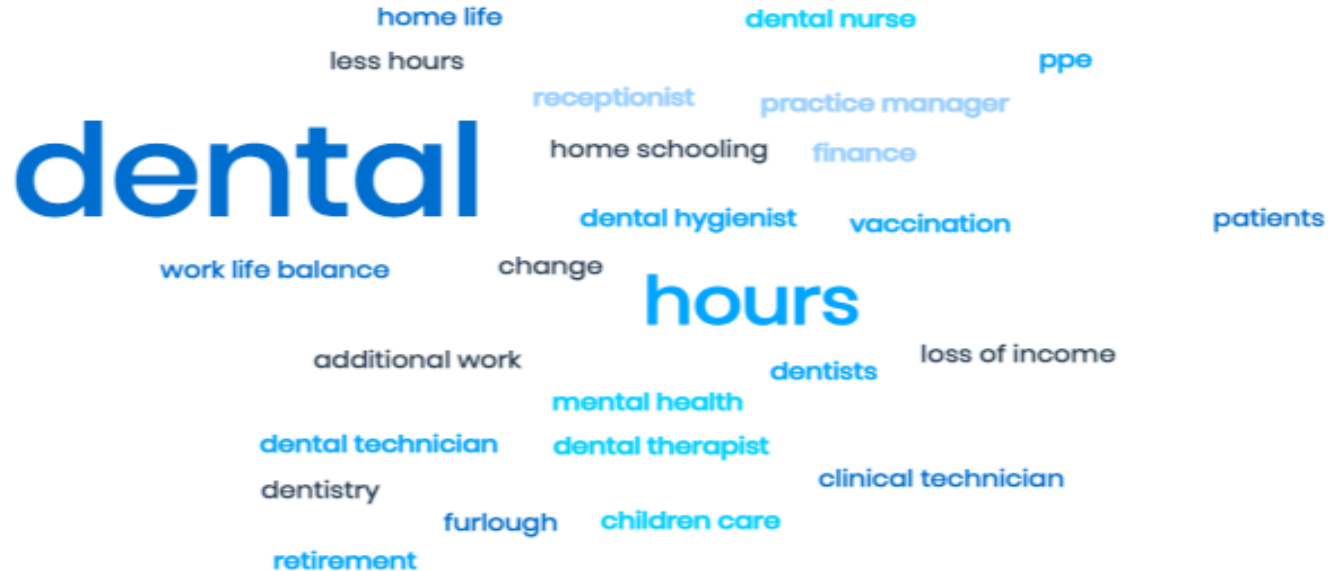 home life
dental nurse
less hours
ppe
receptionist
practice manager
dental
home schooling
finance
dental hygienist
vaccination
patients
work life balance
change
hours
additional work
loss of income
dentists
mental health
dental technician
dental therapist
clinical technician
dentistry
furlough
children care
retirement